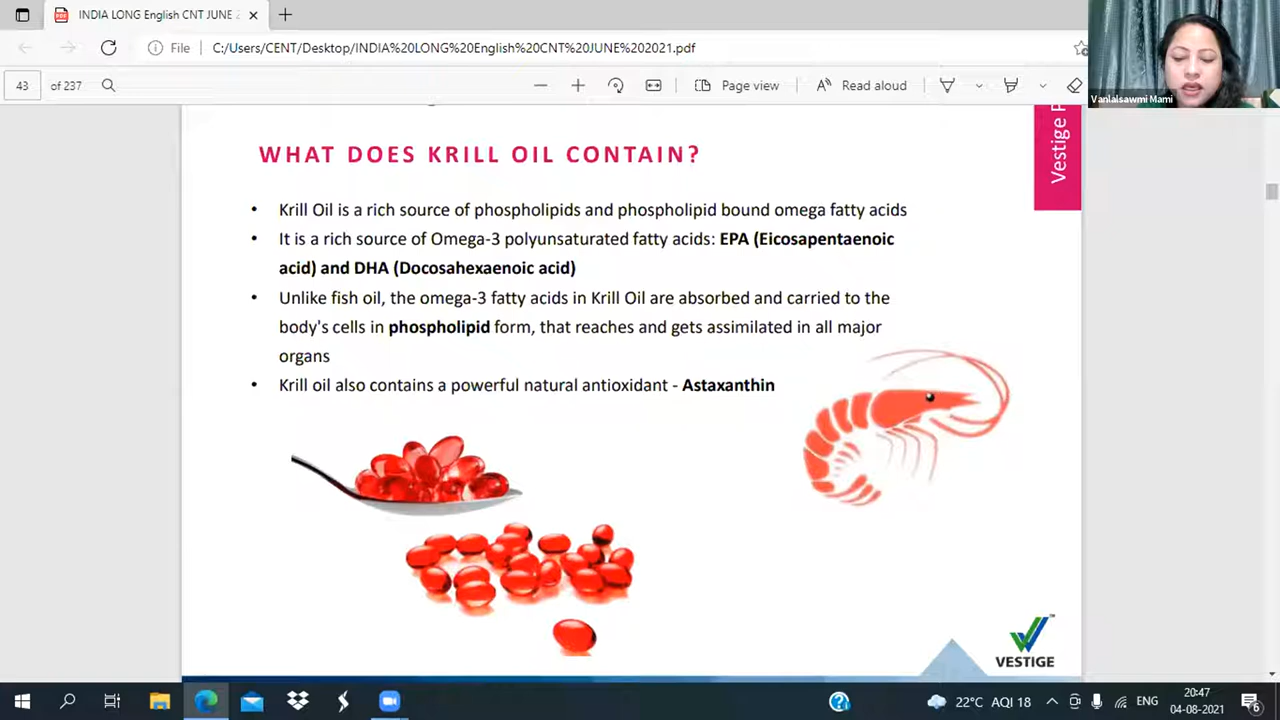 INDIA LONG English CNT JUNE 2
File C:/Users/CENT/Desktop/INDIA%20LONG%20English%20CNT%20JUNE%202021.pdf
43 of 237 Page view Read aloud
Vanlalsawmi Mami
Vestige
WHAT DOES KRILL OIL CONTAIN?
• Krill Oil is a rich source of phospholipids and phospholipid bound omega fatty acids
• It is a rich source of Omega-3 polyunsaturated fatty acids: EPA (Eicosapentaenoic
acid) and DHA (Docosahexaenoic acid)
• Unlike fish oil, the omega-3 fatty acids in Krill Oil are absorbed and carried to the
body's cells in phospholipid form, that reaches and gets assimilated in all major
organs
• Krill oil also contains a powerful natural antioxidant - Astaxanthin
VESTIGE
22°C AQI 18 ENG 20:47
04-08-2021 6